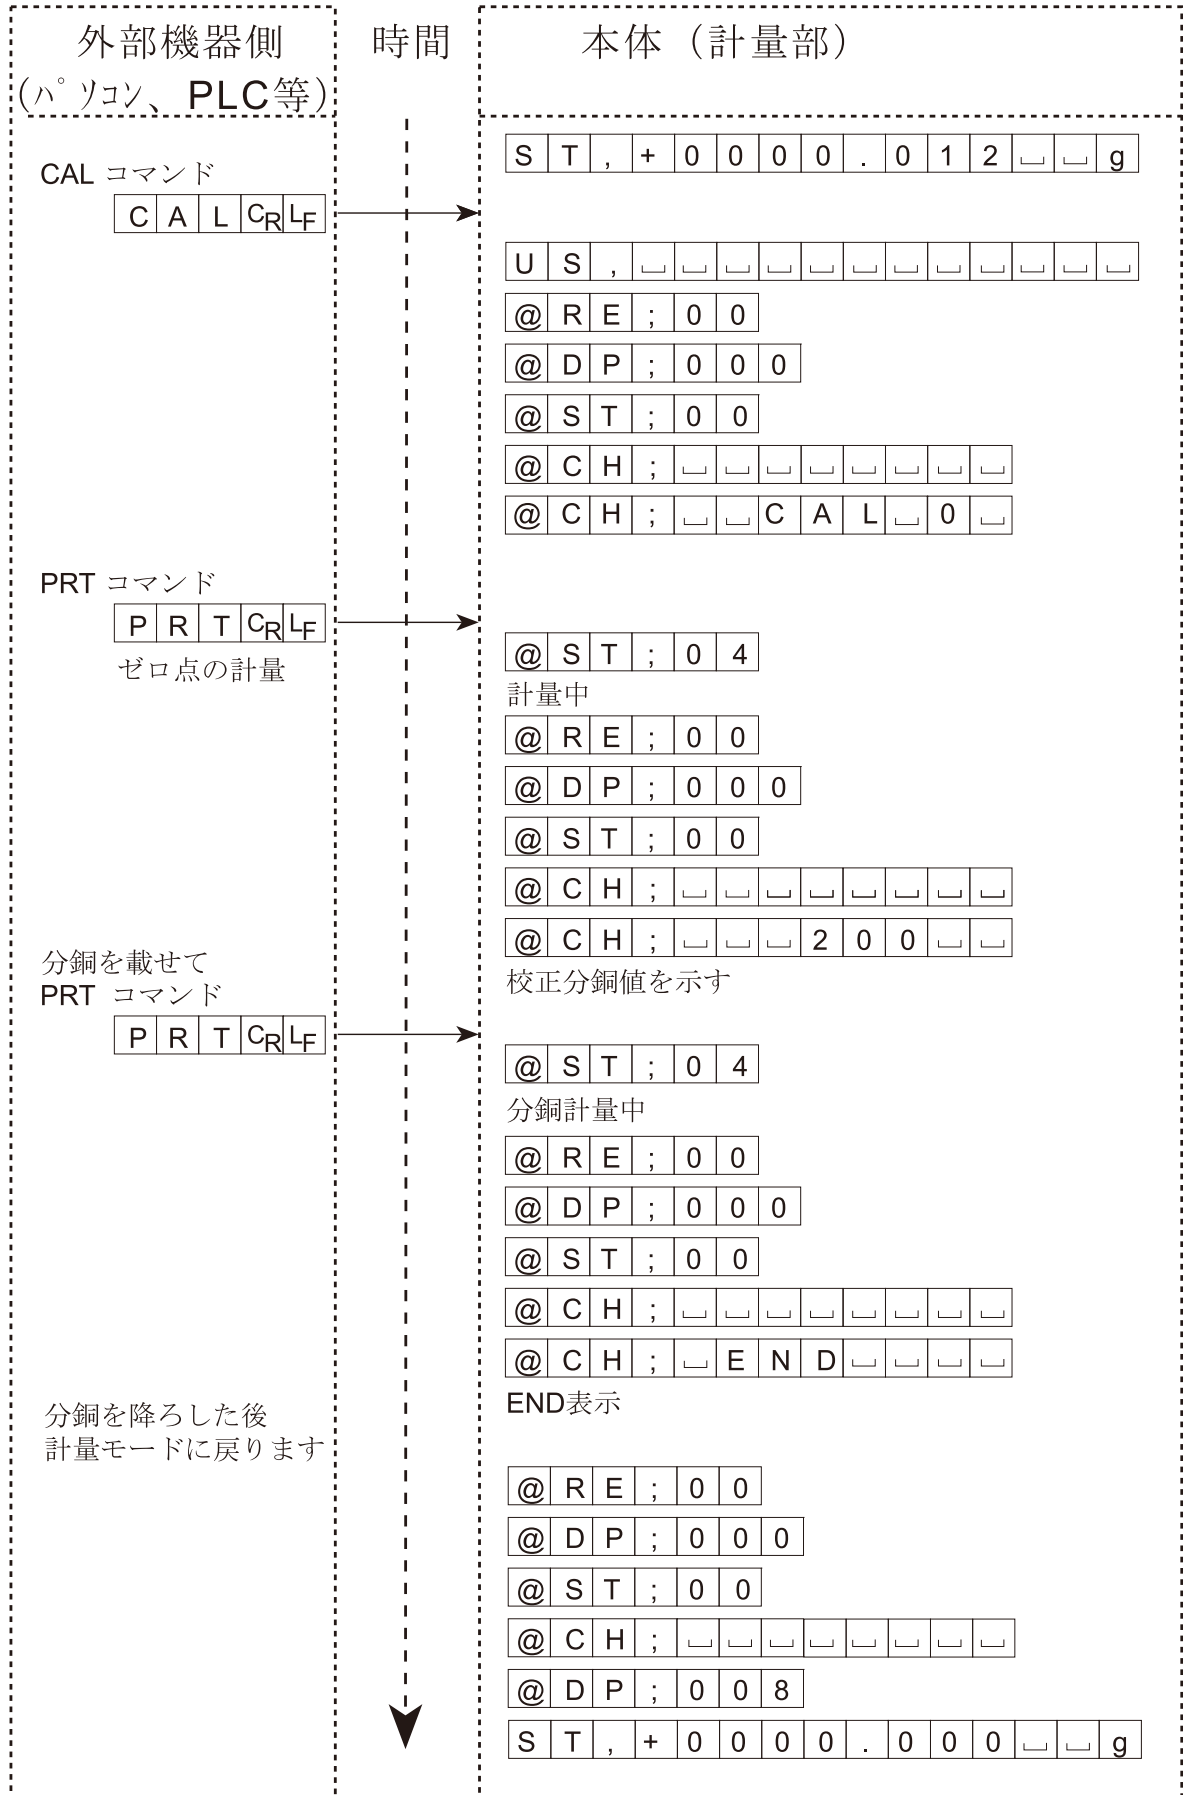 外部機器側
(ﾊﾟｿｺﾝ、PLC等)
時間
本体（計量部）
ST,+0000.012␣␣g
CAL コマンド
CALCRLF
US,␣␣␣␣␣␣␣␣␣␣␣␣
@RE;00
@DP;000
@ST;00
@CH;␣␣␣␣␣␣␣␣
@CH;␣␣CAL␣0␣
PRT コマンド
PRTCRLF
ゼロ点の計量
@ST;04
計量中
@RE;00
@DP;000
@ST;00
@CH;␣␣␣␣␣␣␣␣
@CH;␣␣␣200␣␣
校正分銅値を示す
分銅を載せて
PRT コマンド
PRTCRLF
@ST;04
分銅計量中
@RE;00
@DP;000
@ST;00
@CH;␣␣␣␣␣␣␣␣
@CH;␣END␣␣␣␣
END表示
分銅を降ろした後
計量モードに戻ります
@RE;00
@DP;000
@ST;00
@CH;␣␣␣␣␣␣␣␣
@DP;008
ST,+0000.000␣␣g